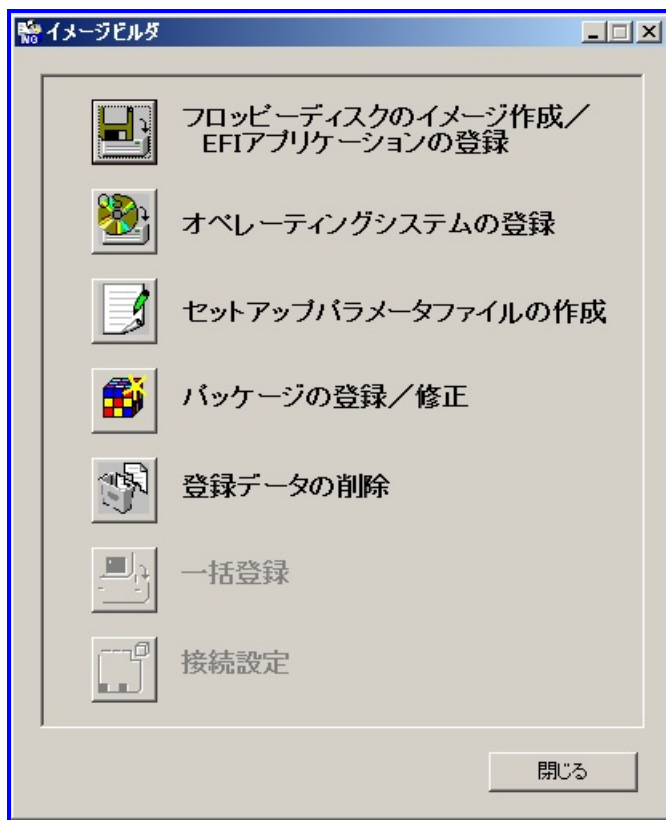 NG
イメージビルダ
フロッピーディスクのイメージ作成／
EFIアプリケーションの登録
オペレーティングシステムの登録
セットアップパラメータファイルの作成
パッケージの登録／修正
登録データの削除
一括登録
接続設定
閉じる